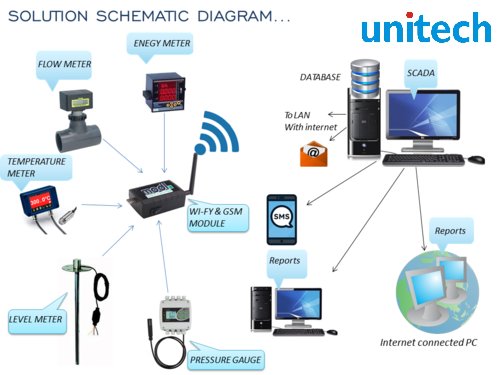 SOLUTION SCHEMATIC DIAGRAM...
unitech
ENEGY METER
FLOW METER
DATABASE
SCADA
To LAN
With internet
TEMPERATURE
METER
WI-FY & GSM
MODULE
SMS
Reports
Reports
LEVEL METER
PRESSURE GAUGE
Internet connected PC